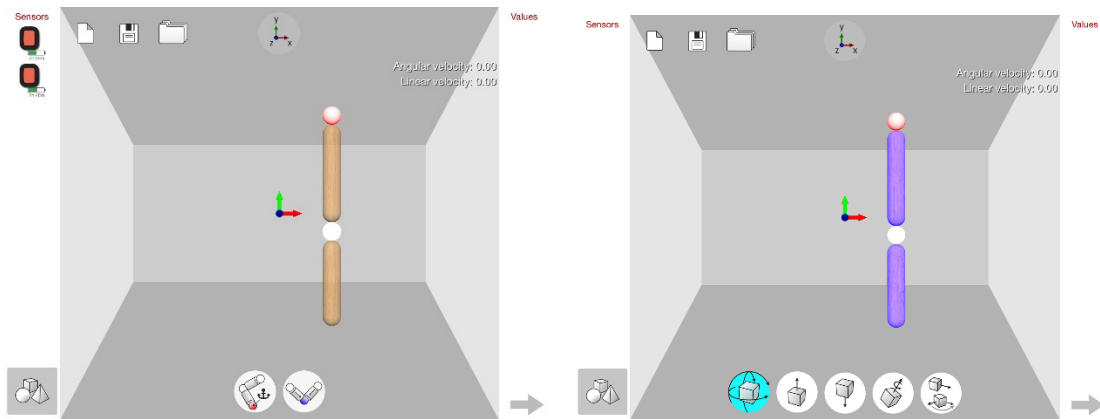 Sensors
Values
y
z x
Angular velocity: 0.00
Linear velocity: 0.00
Sensors
Values
y
z x
Angular velocity: 0.00
Linear velocity: 0.00